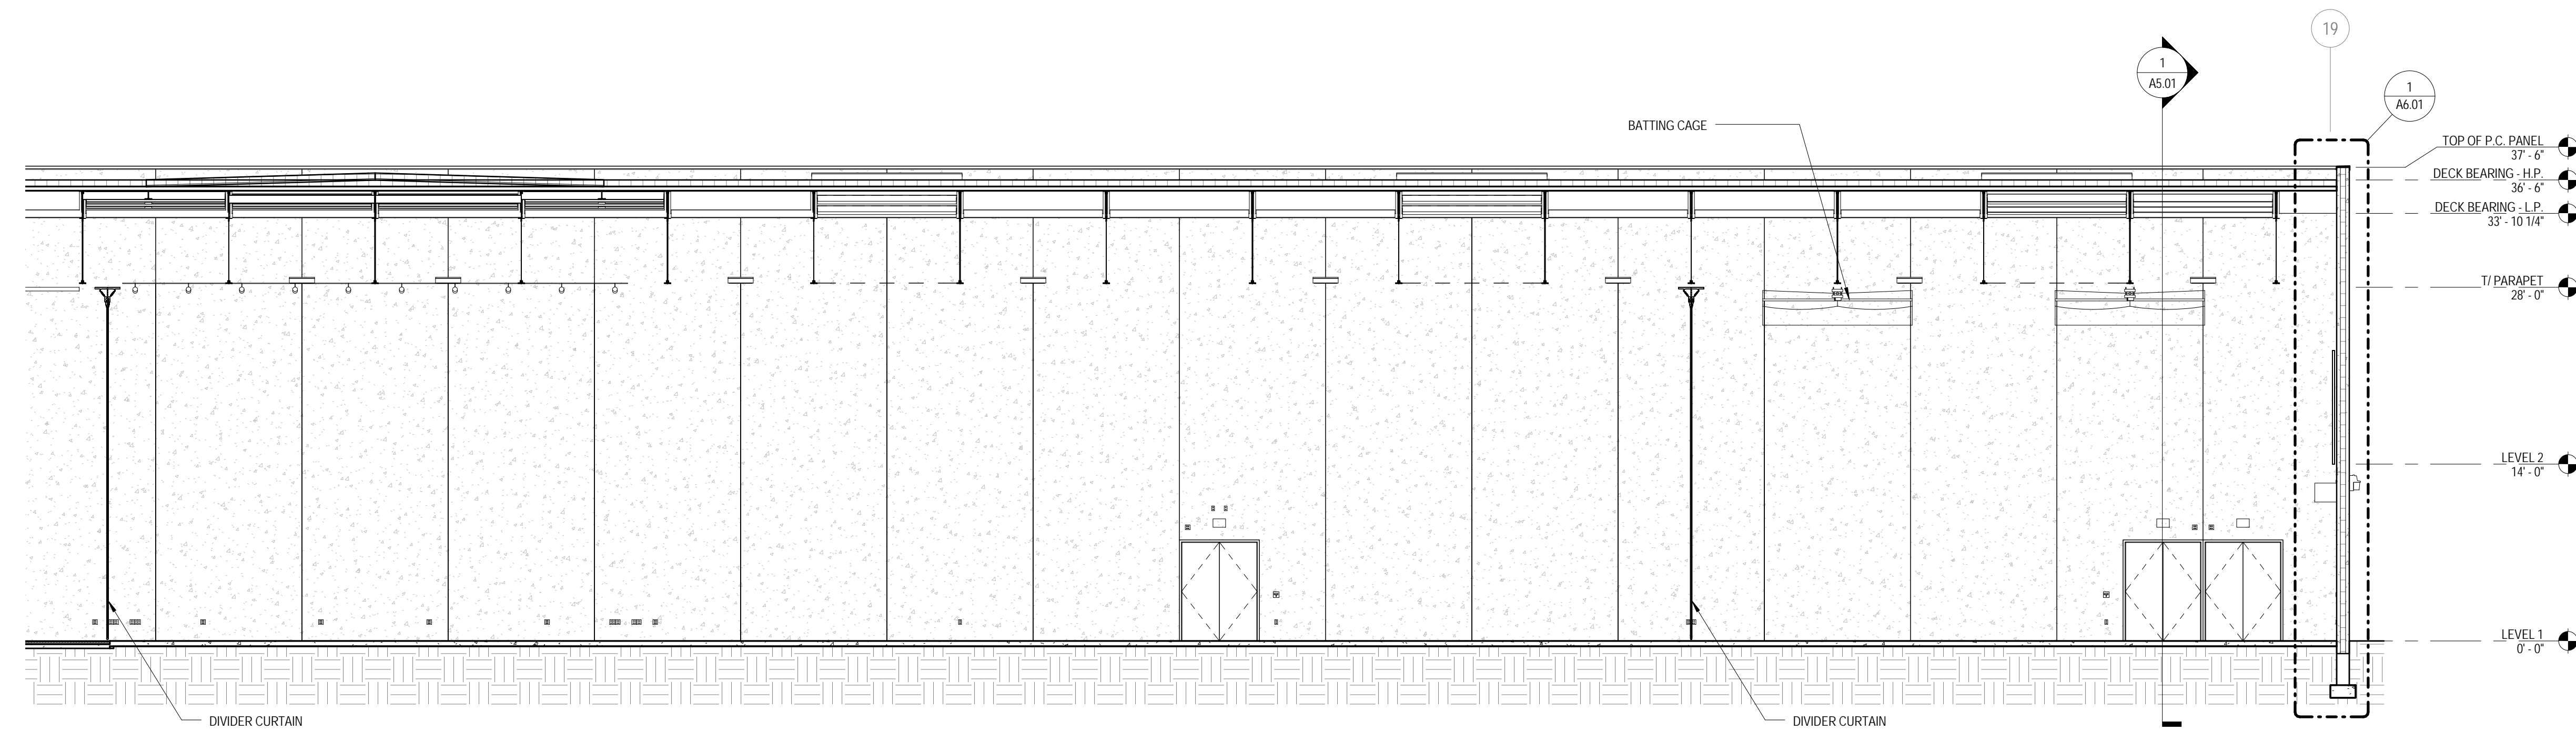 19
1
A5.01
1
A6.01
BATTING CAGE
TOP OF P.C. PANEL
37' - 6"
DECK BEARING - H.P.
36' - 6"
DECK BEARING - L.P.
33' - 10 1/4"
T/ PARAPET
28' - 0"
LEVEL 2
14' - 0"
LEVEL 1
0' - 0"
DIVIDER CURTAIN
DIVIDER CURTAIN